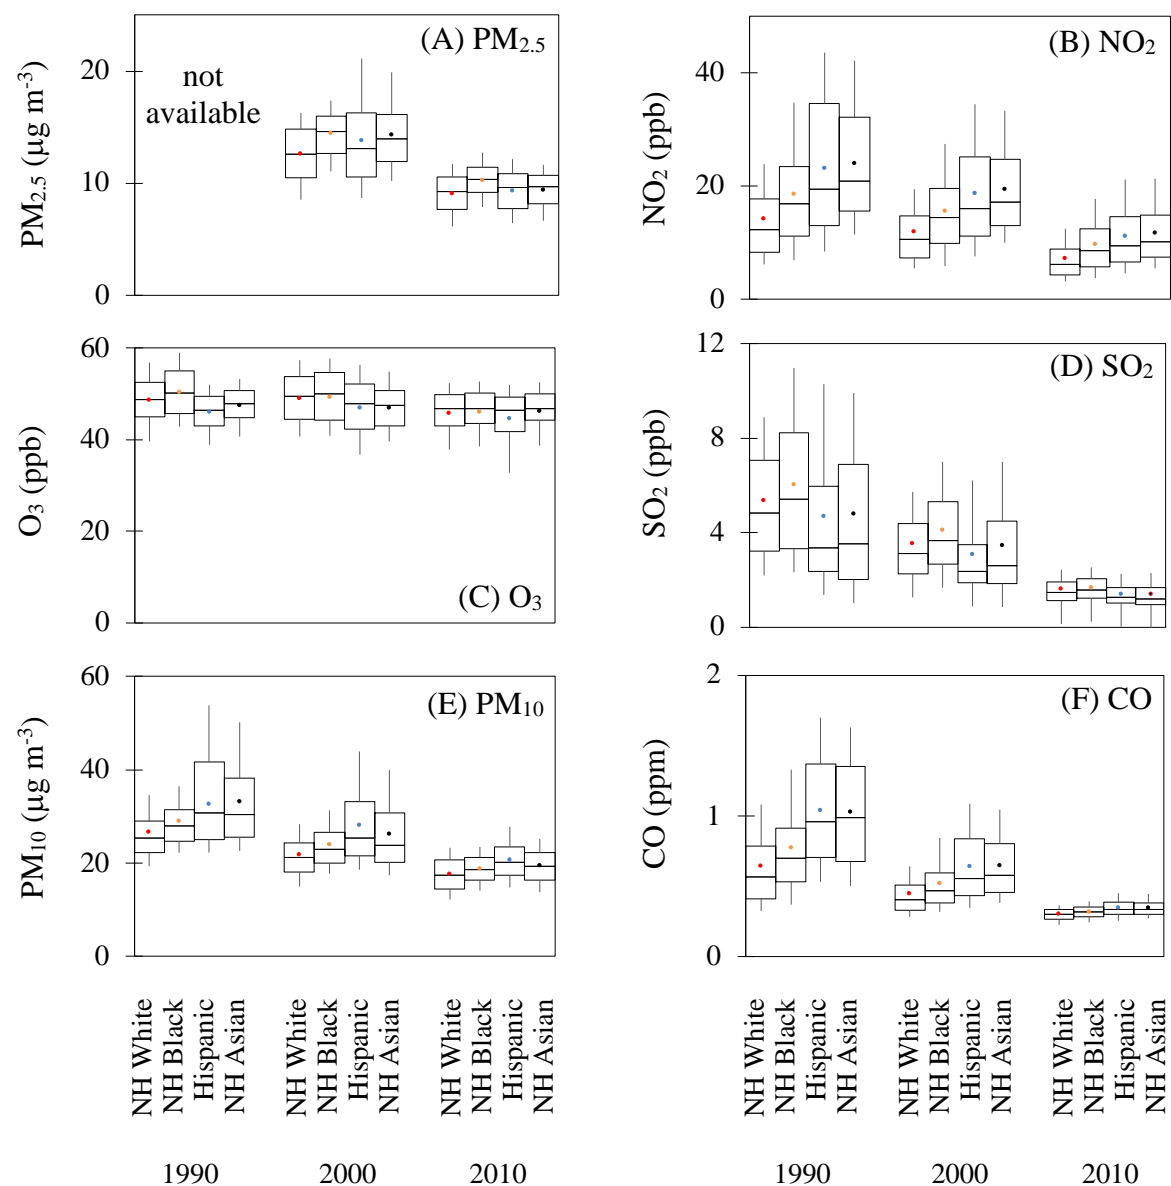 (A) PM2.5
PM2.5 (μg m-3)
20
10
0
not
available
(B) NO2
NO2 (ppb)
40
20
0
(C) O3
O3 (ppb)
60
40
20
0
(D) SO2
SO2 (ppb)
12
8
4
0
(E) PM10
PM10 (μg m-3)
60
40
20
0
(F) CO
CO (ppm)
2
1
0
NH White
NH Black
Hispanic
NH Asian
NH White
NH Black
Hispanic
NH Asian
NH White
NH Black
Hispanic
NH Asian
1990
2000
2010
NH White
NH Black
Hispanic
NH Asian
NH White
NH Black
Hispanic
NH Asian
NH White
NH Black
Hispanic
NH Asian
1990
2000
2010